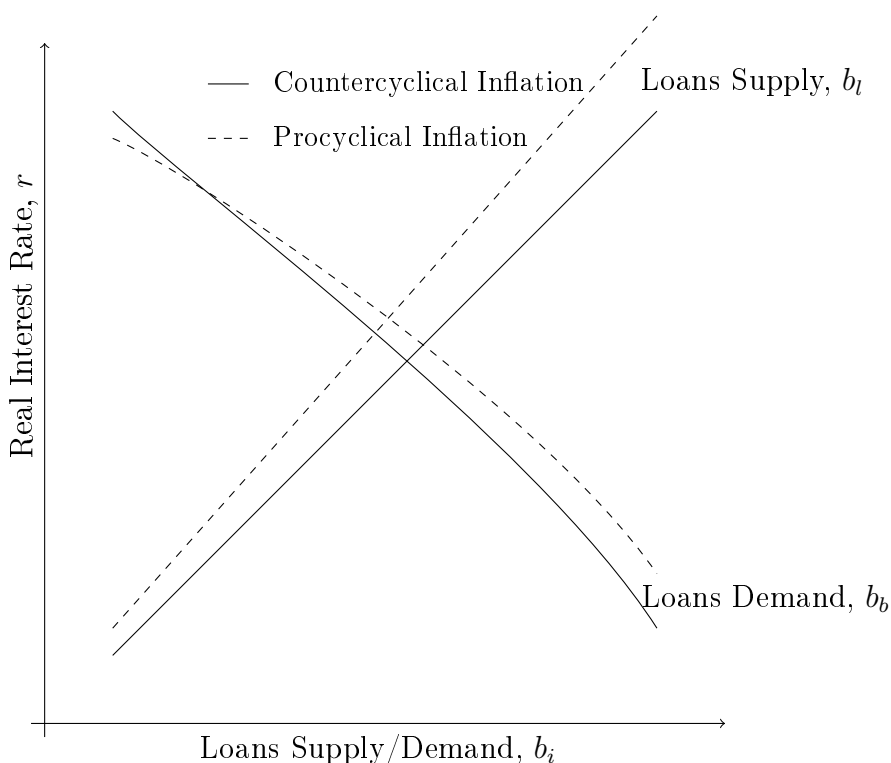 Countercyclical Inflation
Loans Supply, b_l
Procyclical Inflation
Real Interest Rate, r
Loans Demand, b_b
Loans Supply/Demand, b_i